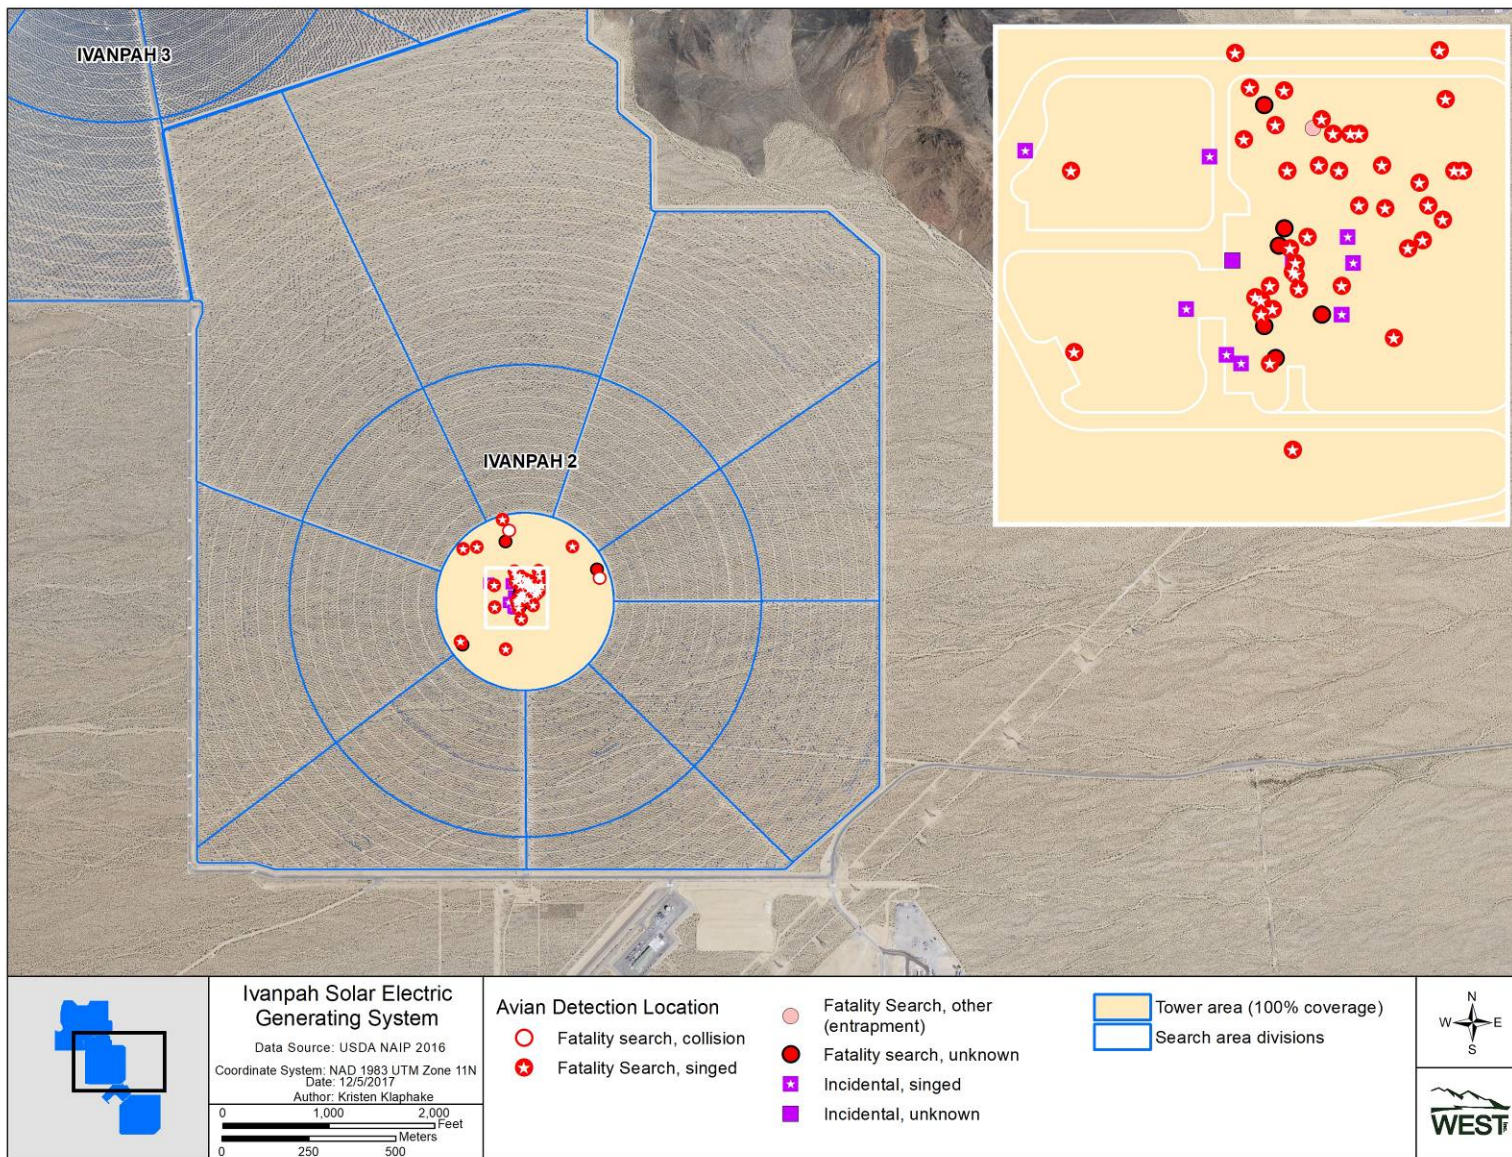 IVANPAH 3
IVANPAH 2
Ivanpah Solar Electric
Generating System
Data Source: USDA NAIP 2016
Coordinate System: NAD 1983 UTM Zone 11N
Date: 12/5/2017
Author: Kristen Klaphake
0 1,000 2,000
Feet
Meters
0 250 500
Avian Detection Location
Fatality search, collision
Fatality Search, singed
Fatality Search, other
(entrapment)
Fatality search, unknown
Incidental, singed
Incidental, unknown
Tower area (100% coverage)
Search area divisions
N
W E
S
WEST Inc.